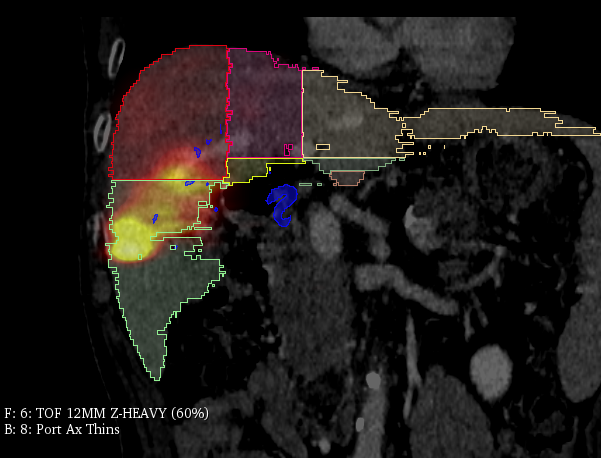 F: 6: TOF 12MM Z-HEAVY (60%)
B: 8: Port Ax Thins